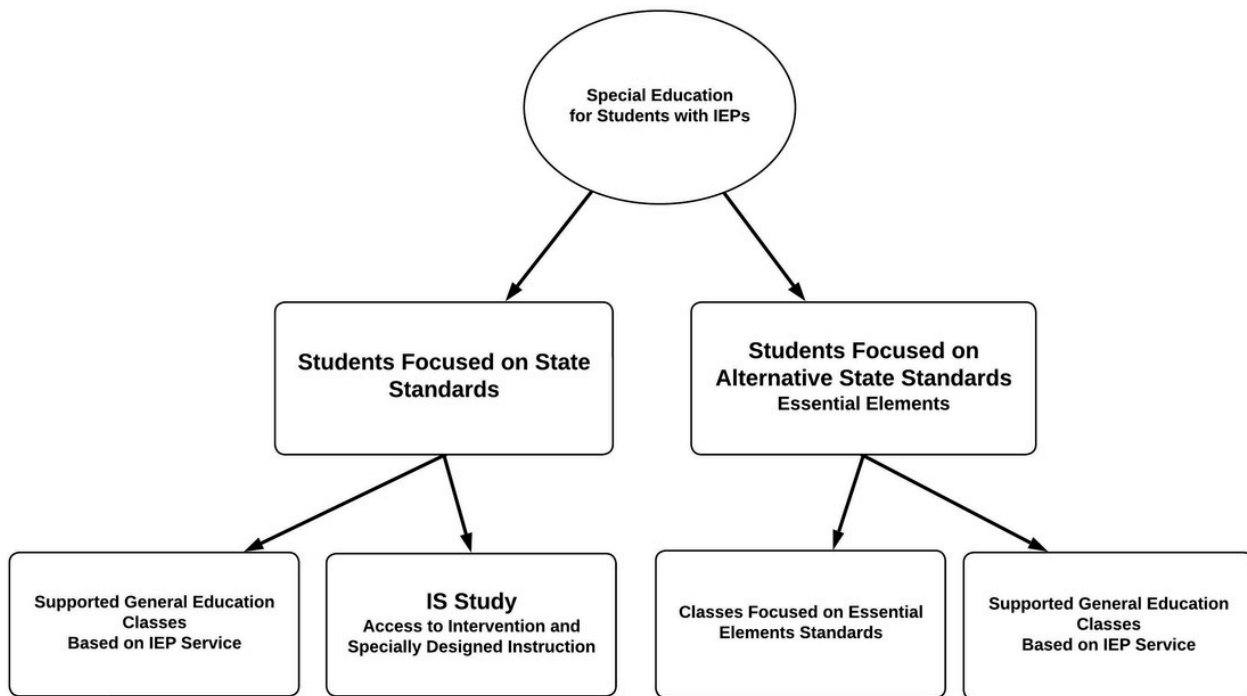 Special Education
for Students with IEPs
Students Focused on State
Standards
Students Focused on
Alternative State Standards
Essential Elements
Supported General Education
Classes
Based on IEP Service
IS Study
Access to Intervention and
Specially Designed Instruction
Classes Focused on Essential
Elements Standards
Supported General Education
Classes
Based on IEP Service